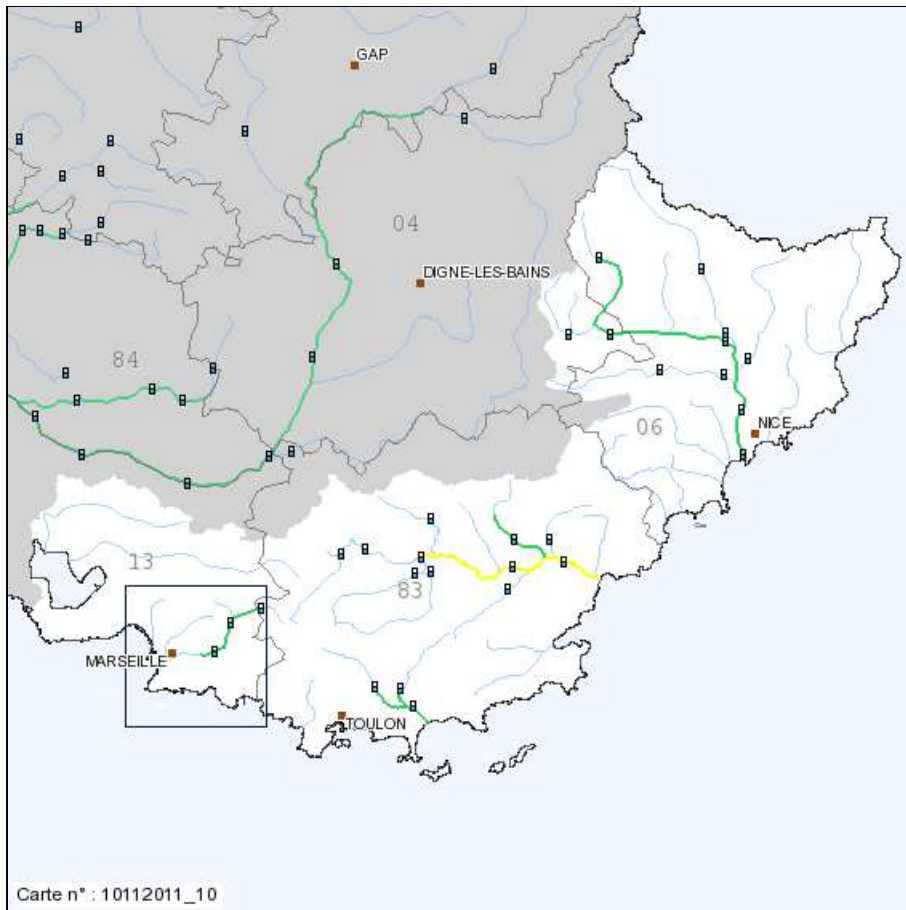 GAP
04
DIGNE-LES-BAINS
84
NICE
06
13
83
MARSEILLE
TOULON
Carte n° : 10112011_10